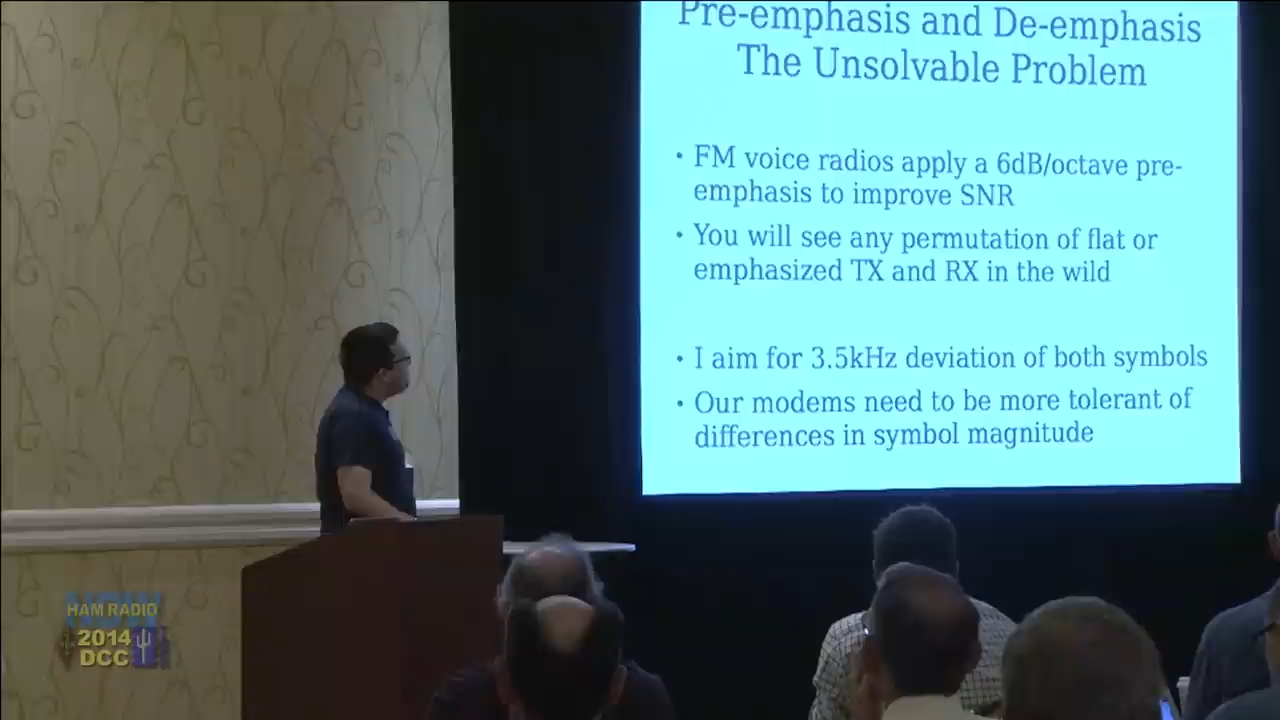 Pre-emphasis and De-emphasis
The Unsolvable Problem
• FM voice radios apply a 6dB/octave pre-
emphasis to improve SNR
• You will see any permutation of flat or
emphasized TX and RX in the wild
• I aim for 3.5kHz deviation of both symbols
• Our modems need to be more tolerant of
differences in symbol magnitude
HAM RADIO
NOW
2014
DCC